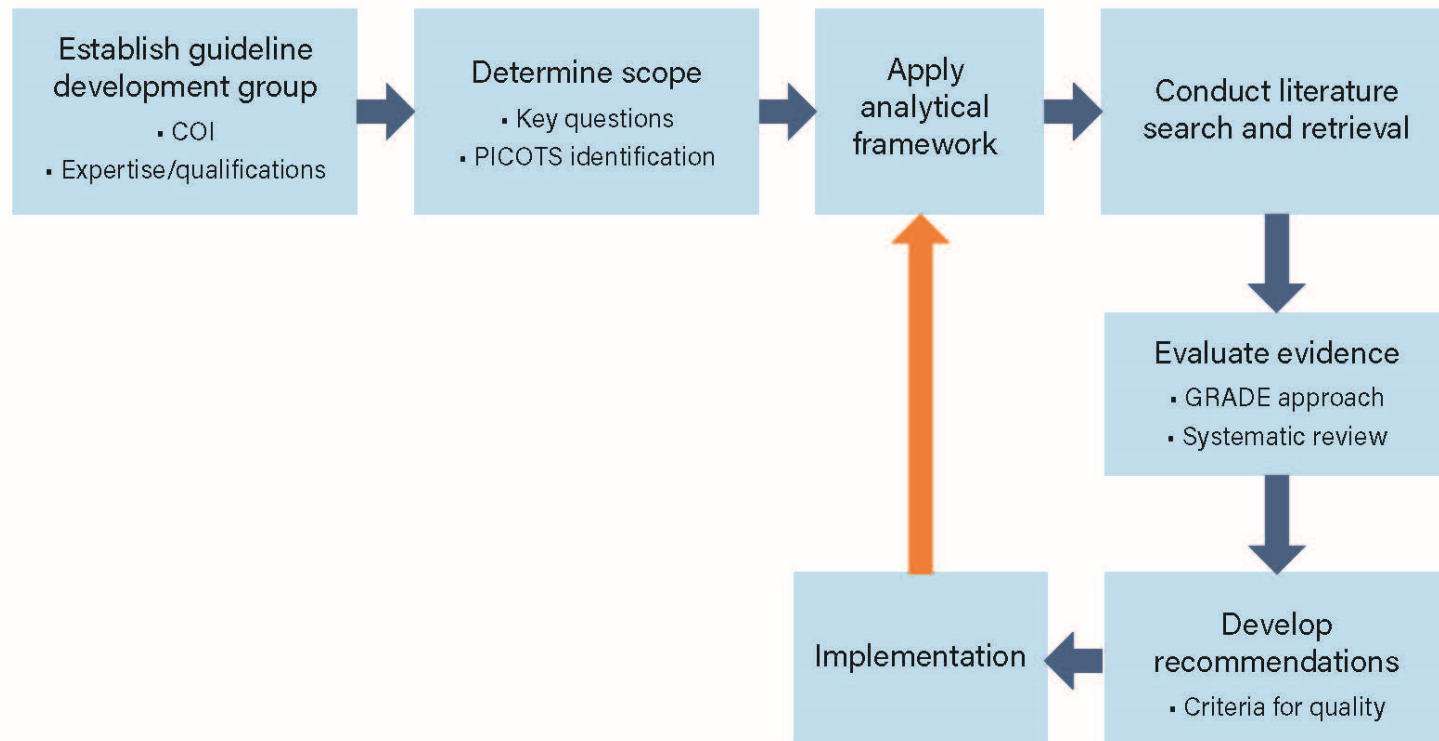 Establish guideline
development group
▪ COI
▪ Expertise/qualifications
Determine scope
▪ Key questions
▪ PICOTS identification
Apply
analytical
framework
Conduct literature
search and retrieval
Evaluate evidence
▪ GRADE approach
▪ Systematic review
Develop
recommendations
▪ Criteria for quality
Implementation